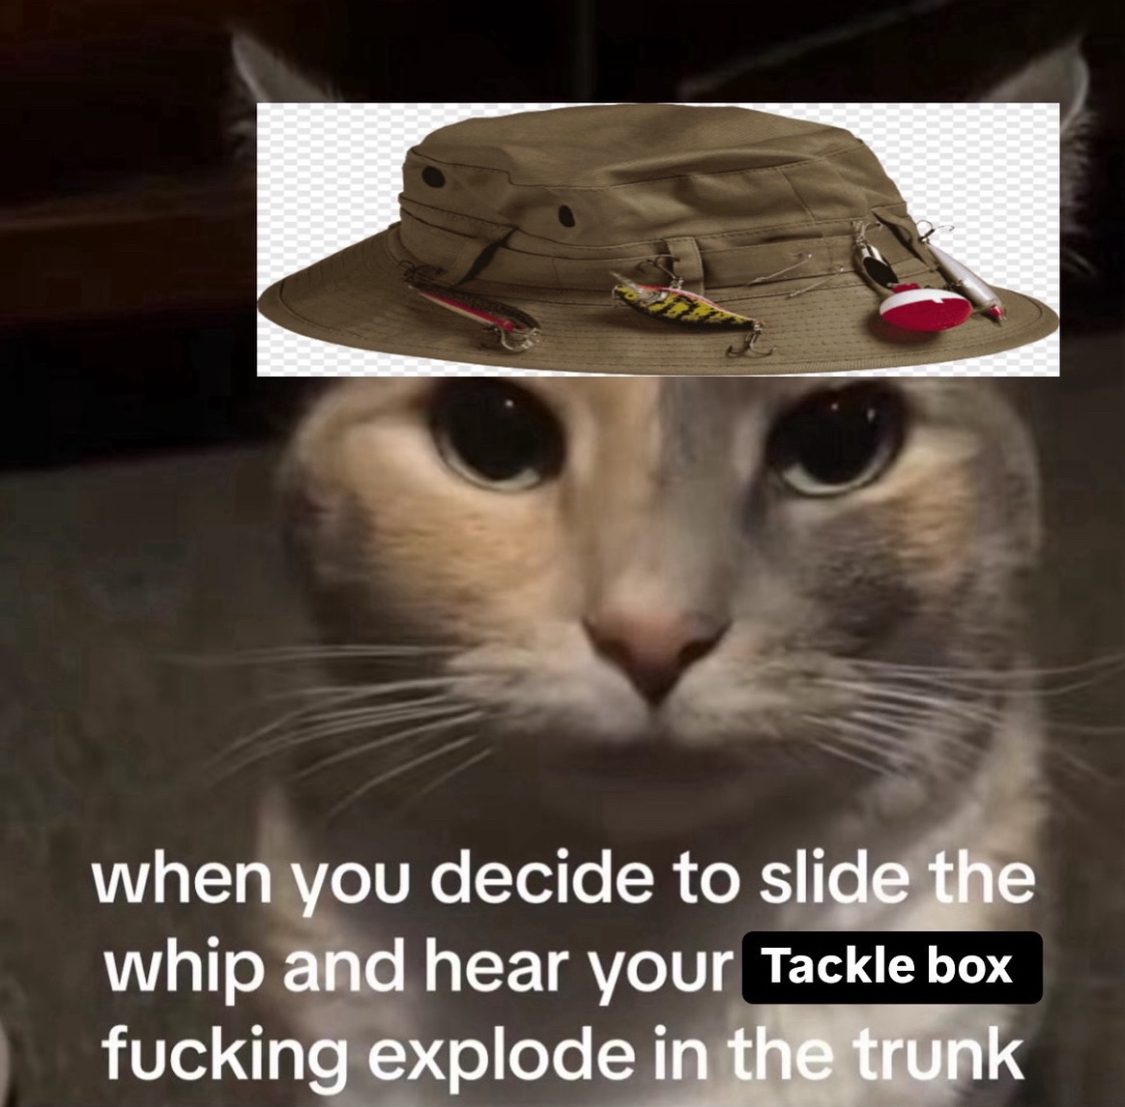 when you decide to slide the
whip and hear your Tackle box
fucking explode in the trunk